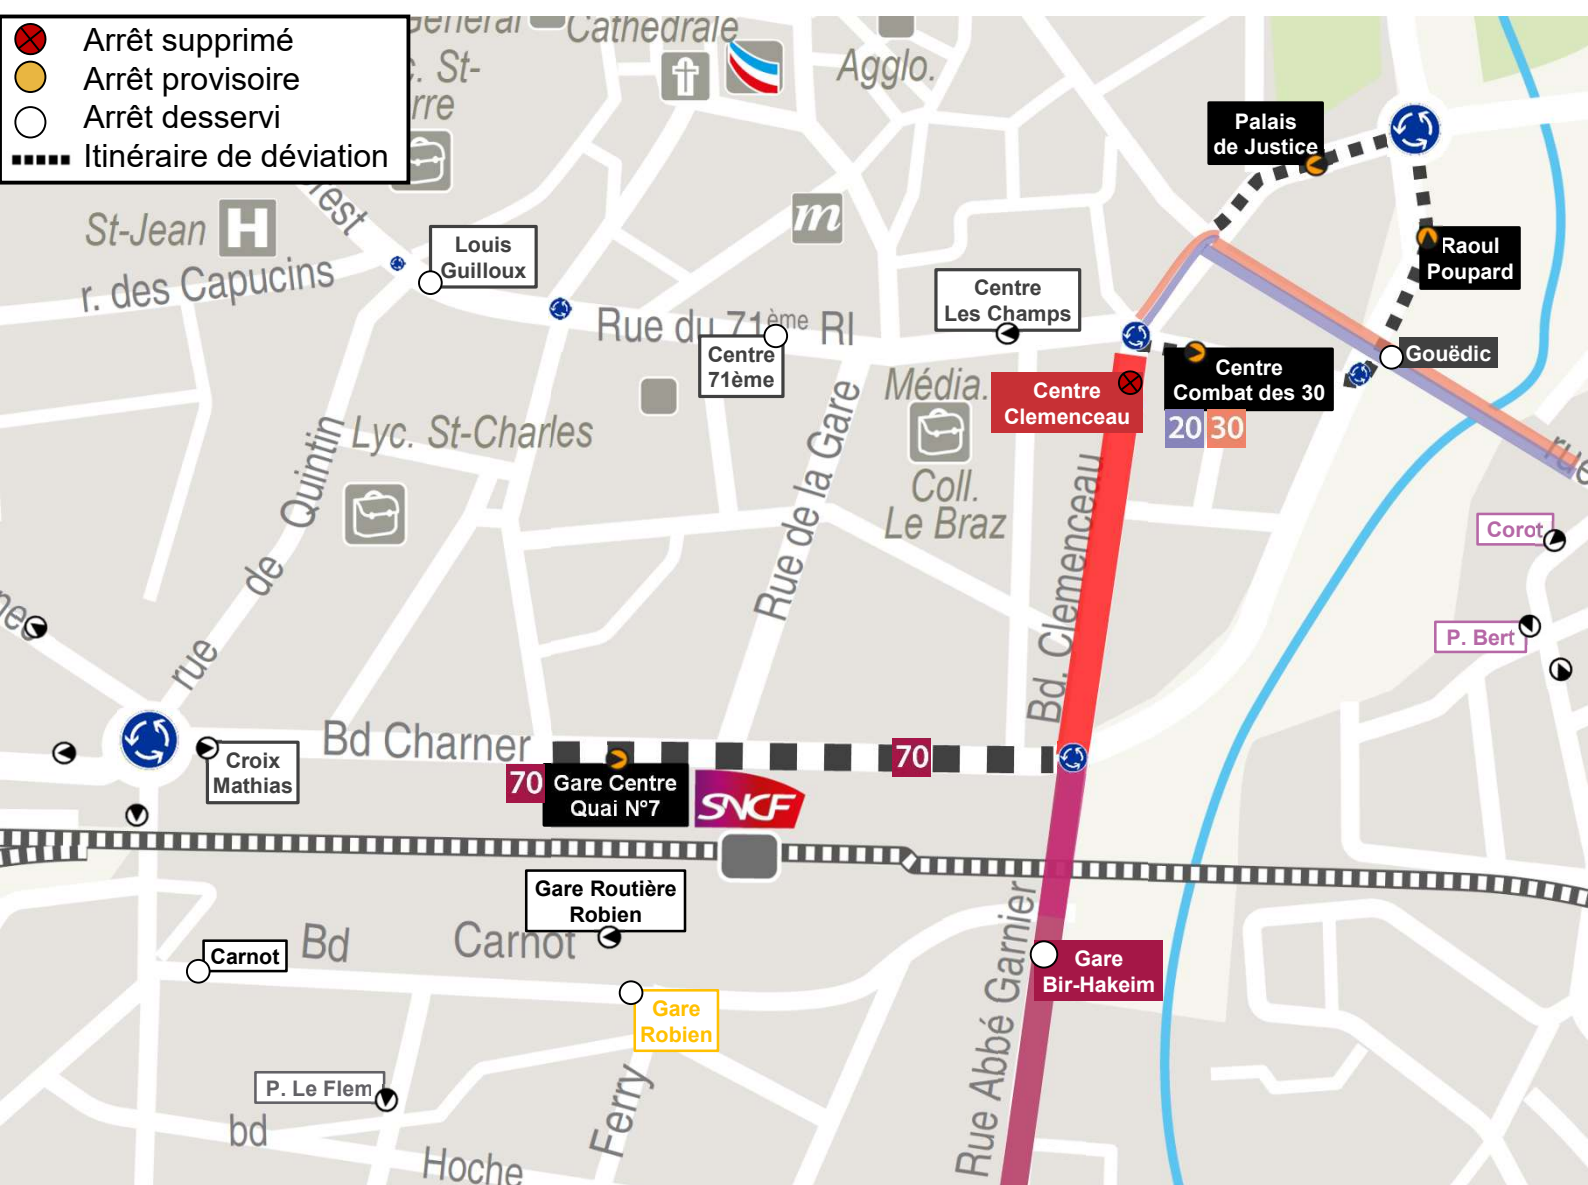 Arrêt supprimé
Arrêt provisoire
Arrêt desservi
Itinéraire de déviation
Cathédrale
St-
Agglo.
Palais
de Justice
St-Jean
H
m
Louis
Guilloux
r. des Capucins
Raoul
Poupard
Centre
Les Champs
Rue du 71ème RI
Centre
71ème
Gouëdic
Centre
Combat des 30
20 30
Centre
Clemenceau
Média.
Coll.
Le Braz
Lyc. St-Charles
rue de Quintin
Rue de la Gare
Bd. Clemenceau
rue
Corot
P. Bert
Bd Charner
Croix
Mathias
70
Gare Centre
Quai N°7
SNCF
70
Gare Routière
Robien
Bd Carnot
Carnot
Gare
Robien
Gare
Bir-Hakeim
Rue Abbé Garnier
P. Le Flem
Ferry
bd
Hoche